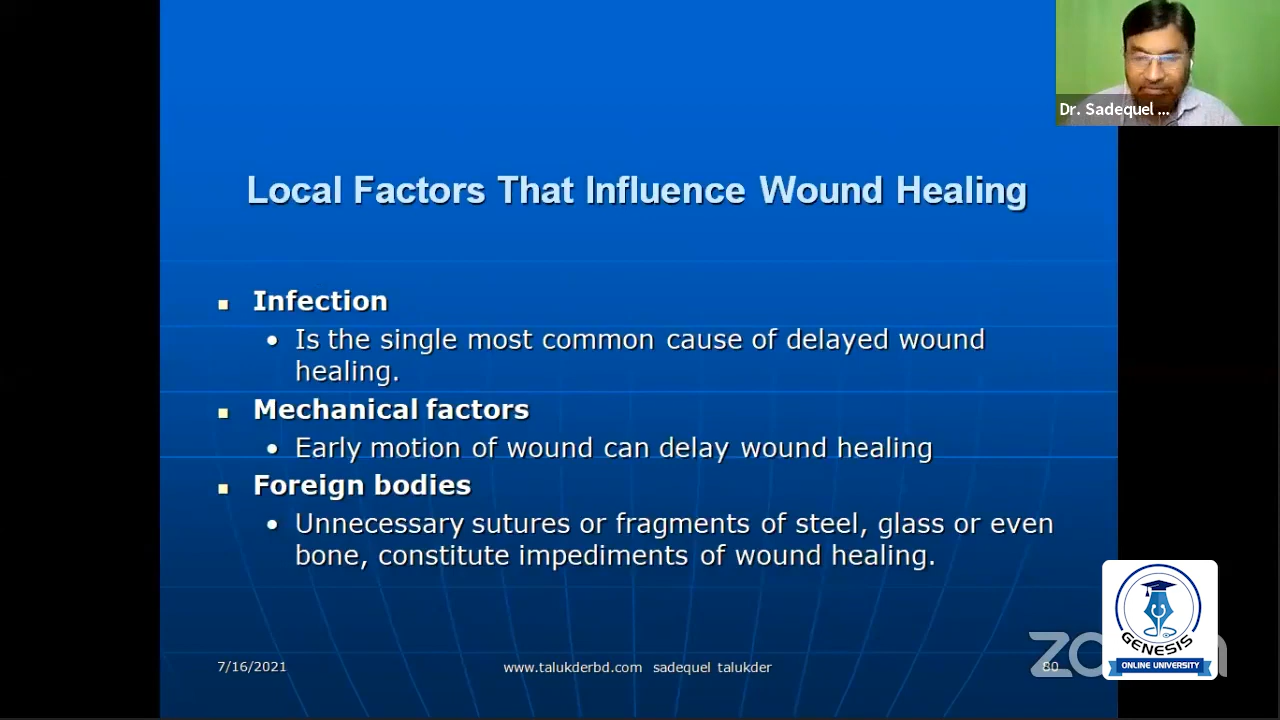 Dr. Sadequel ...
Local Factors That Influence Wound Healing
Infection
Is the single most common cause of delayed wound
healing.
Mechanical factors
Early motion of wound can delay wound healing
Foreign bodies
Unnecessary sutures or fragments of steel, glass or even
bone, constitute impediments of wound healing.
7/16/2021
www.talukderbd.com sadequel talukder
80
GENESIS
ONLINE UNIVERSITY